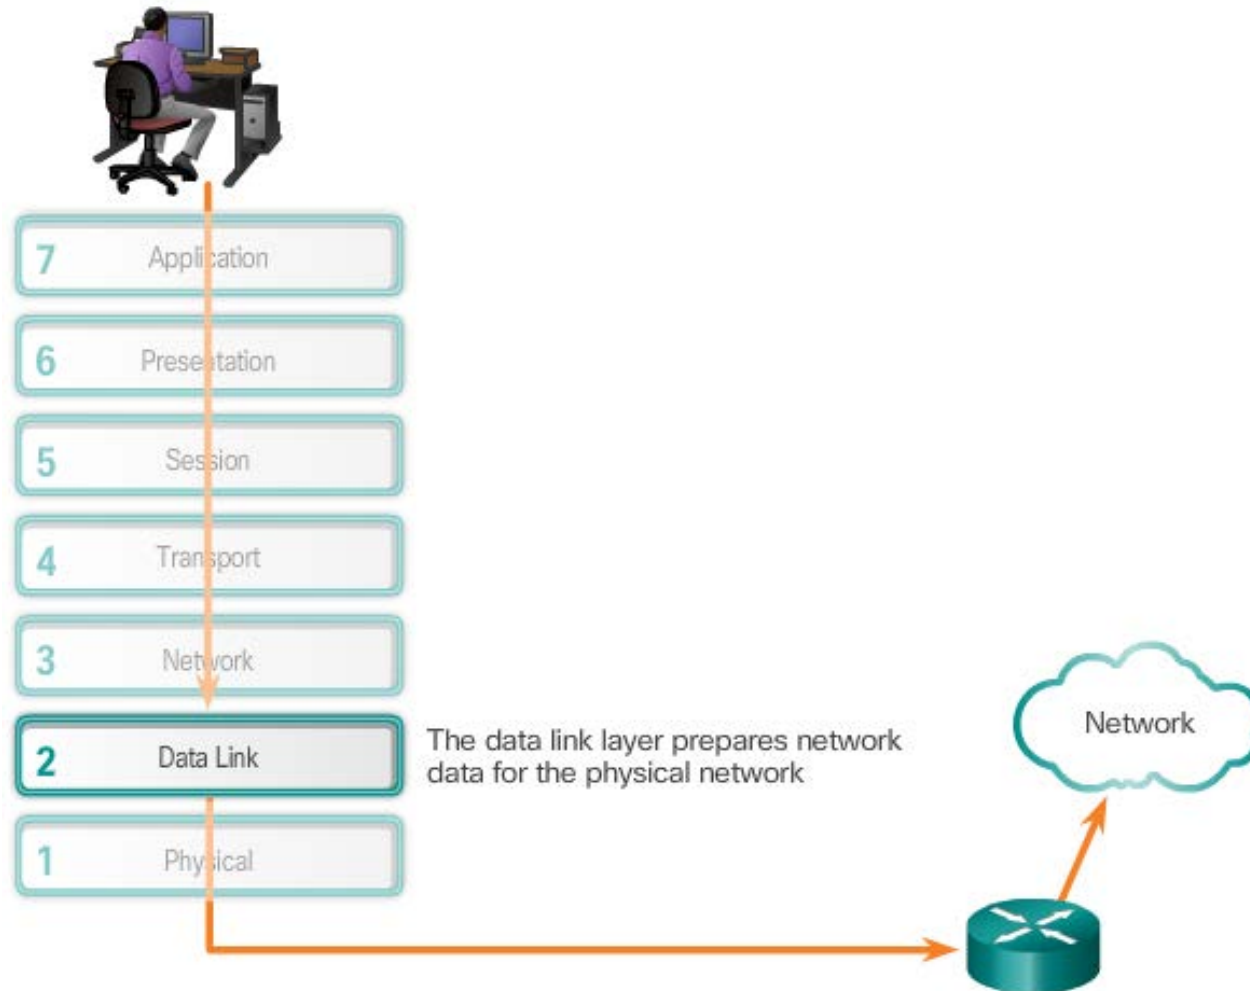 7 Application
6 Presentation
5 Session
4 Transport
3 Network
2 Data Link
The data link layer prepares network
data for the physical network
Network
1 Physical